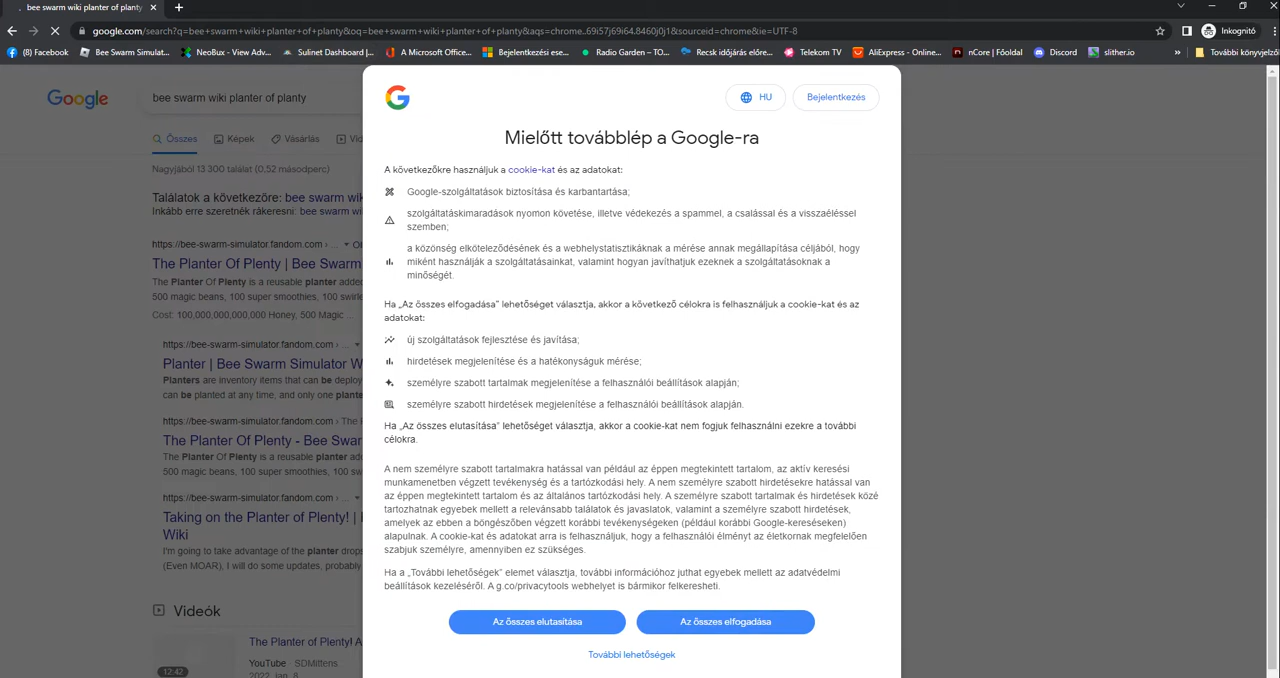 bee swarm wiki planter of planty
google.com/search?q=bee+swarm+wiki+planter+of+planty&oq=bee+swarm+wiki+planter+of+planty&aqs=chrome..69i57j69i64.8460j0j1&sourceid=chrome&ie=UTF-8
Inkognitó
(8) Facebook
Bee Swarm Simulat...
NeoBux - View Adv...
Sulinet Dashboard |...
A Microsoft Office...
Bejelentkezési ese...
Radio Garden – TO...
Recsk időjárás előre...
Telekom TV
AliExpress - Online...
nCore | Főoldal
Discord
slither.io
»
További könyvjelző
Google
bee swarm wiki planter of planty
Összes
Képek
Vásárlás
Nagyjából 13 300 találat (0,52 másodperc)
Találatok a következőre: bee swarm
Inkább erre szeretnék rákeresni: bee swarm
https://bee-swarm-simulator.fandom.com › ...
The Planter Of Plenty | Bee Swarm
The Planter Of Plenty is a reusable planter added
500 magic beans, 100 super smoothies, 100 swirle
Cost: 100,000,000,000 Honey, 500 Magic ...
https://bee-swarm-simulator.fandom.com › ...
Planter | Bee Swarm Simulator W
Planters are inventory items that can be deploy
can be planted at any time, and only one plante
https://bee-swarm-simulator.fandom.com › The
The Planter Of Plenty - Bee Swar
The Planter Of Plenty is a reusable planter ad
500 magic beans, 100 super smoothies, 100 s
https://bee-swarm-simulator.fandom.com › ...
Taking on the Planter of Plenty! |
Wiki
I'm going to take advantage of the planter drops
(Even MOAR), I will do some updates, probably
Videók
The Planter of Plenty! A
YouTube · SDMittens
2022. jan. 8.
12:42
HU
Bejelentkezés
Mielőtt továbblép a Google-ra
A következőkre használjuk a cookie-kat és az adatokat:
Google-szolgáltatások biztosítása és karbantartása;
szolgáltatáskimaradások nyomon követése, illetve védekezés a spammel, a csalással és a visszaéléssel
szemben;
a közönség elköteleződésének és a webhelystatisztikáknak a mérése annak megállapítása céljából, hogy
miként használják a szolgáltatásainkat, valamint hogyan javíthatjuk ezeknek a szolgáltatásoknak a
minőségét.
Ha „Az összes elfogadása” lehetőséget választja, akkor a következő célokra is felhasználjuk a cookie-kat és az
adatokat:
új szolgáltatások fejlesztése és javítása;
hirdetések megjelenítése és a hatékonyságuk mérése;
személyre szabott tartalmak megjelenítése a felhasználói beállítások alapján;
személyre szabott hirdetések megjelenítése a felhasználói beállítások alapján.
Ha „Az összes elutasítása” lehetőséget választja, akkor a cookie-kat nem fogjuk felhasználni ezekre a további
célokra.
A nem személyre szabott tartalmakra hatással van például az éppen megtekintett tartalom, az aktív keresési
munkamenetben végzett tevékenység és a tartózkodási hely. A nem személyre szabott hirdetésekre hatással van
az éppen megtekintett tartalom és az általános tartózkodási hely. A személyre szabott tartalmak és hirdetések közé
tartozhatnak egyebek mellett a relevánsabb találatok és javaslatok, valamint a személyre szabott hirdetések,
amelyek az ebben a böngészőben végzett korábbi tevékenységeken (például korábbi Google-kereséseken)
alapulnak. A cookie-kat és adatokat arra is felhasználjuk, hogy a felhasználói élményt az életkornak megfelelően
szabjuk személyre, amennyiben ez szükséges.
Ha a „További lehetőségek” elemet választja, további információhoz juthat egyebek mellett az adatvédelmi
beállítások kezeléséről. A g.co/privacytools webhelyet is bármikor felkeresheti.
Az összes elutasítása
Az összes elfogadása
További lehetőségek